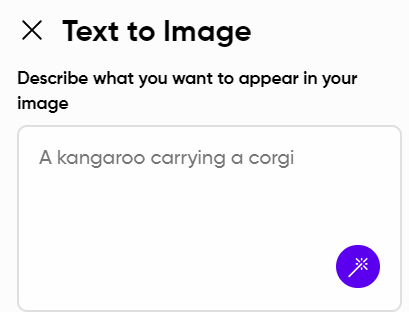 Text to Image
Describe what you want to appear in your
image
A kangaroo carrying a corgi